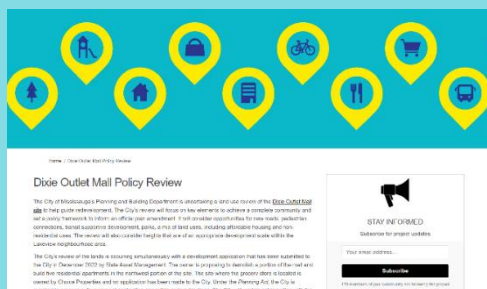 Home / Dixie Outlet Mall Policy Review
Dixie Outlet Mall Policy Review
The City of Mississauga's Planning and Building Department is undertaking a land use review of the Dixie Outlet Mall
site to help guide redevelopment. The City's review will focus on key elements to achieve a complete community and
set a policy framework to inform an official plan amendment. It will consider opportunities for new roads, pedestrian
connections, transit supportive development, parks, a mix of land uses, including affordable housing and non-
residential uses. The review will also consider heights that are of an appropriate development scale within the
Lakeview neighbourhood area.
The City's review of the lands is occurring simultaneously with a development application that has been submitted to
the City in December 2022 by Slate Asset Management. The owner is proposing to demolish a portion of the mall and
build five residential apartments in the northwest portion of the site. The site where the grocery store is located is
owned by Choice Properties and no application has been made to the City. Under the Planning Act, the City is
STAY INFORMED
Subscribe for project updates
Your email address...
Subscribe
members of your community are following this project